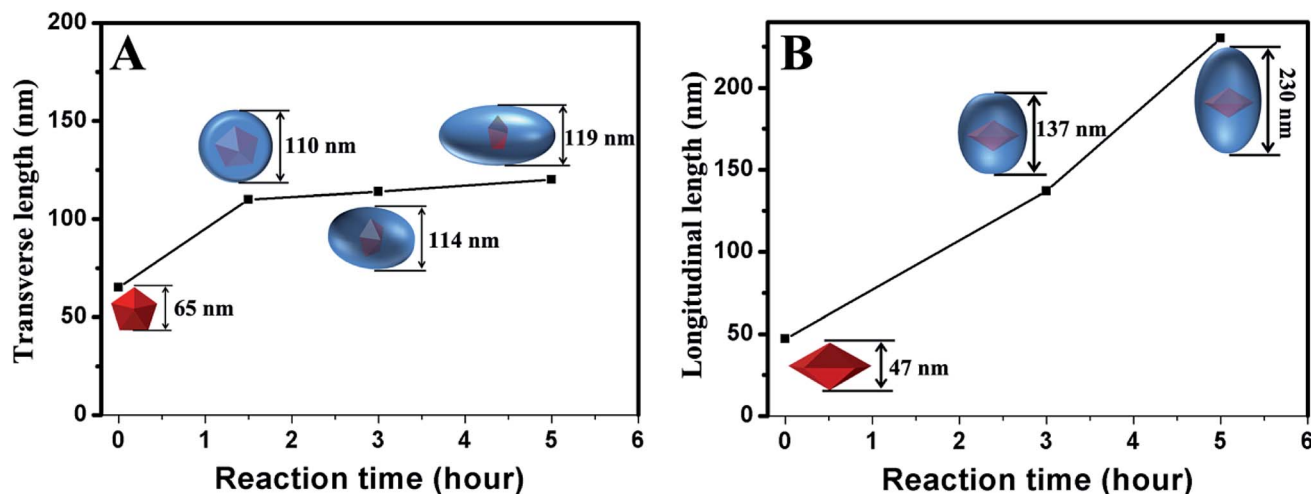 A
Transverse length (nm)
200
150
100
50
0
110 nm
119 nm
114 nm
65 nm
0 1 2 3 4 5 6
Reaction time (hour)
B
Longitudinal length (nm)
200
150
100
50
0
137 nm
230 nm
47 nm
0 1 2 3 4 5 6
Reaction time (hour)